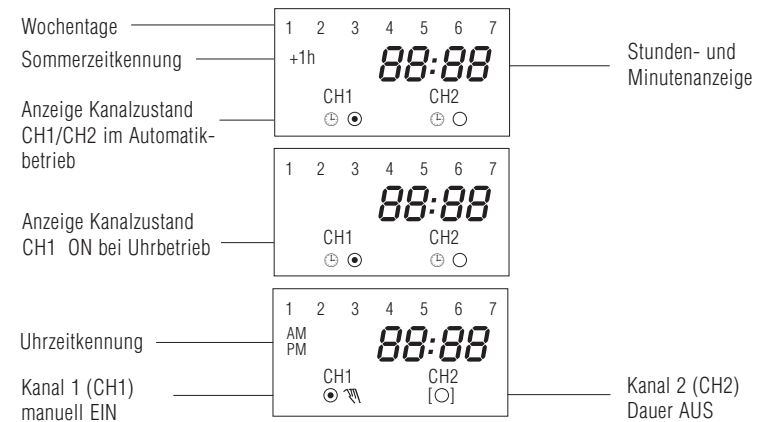 Wochentage
1 2 3 4 5 6 7
Sommerzeitkennung
+1h 88:88
Stunden- und
Minutenanzeige
CH1 CH2
Anzeige Kanalzustand
CH1/CH2 im Automatik-
betrieb
1 2 3 4 5 6 7
88:88
Anzeige Kanalzustand
CH1 ON bei Uhrbetrieb
CH1 CH2
1 2 3 4 5 6 7
Uhrzeitkennung
AM
PM
88:88
CH1 CH2
[○]
Kanal 1 (CH1)
manuell EIN
Kanal 2 (CH2)
Dauer AUS